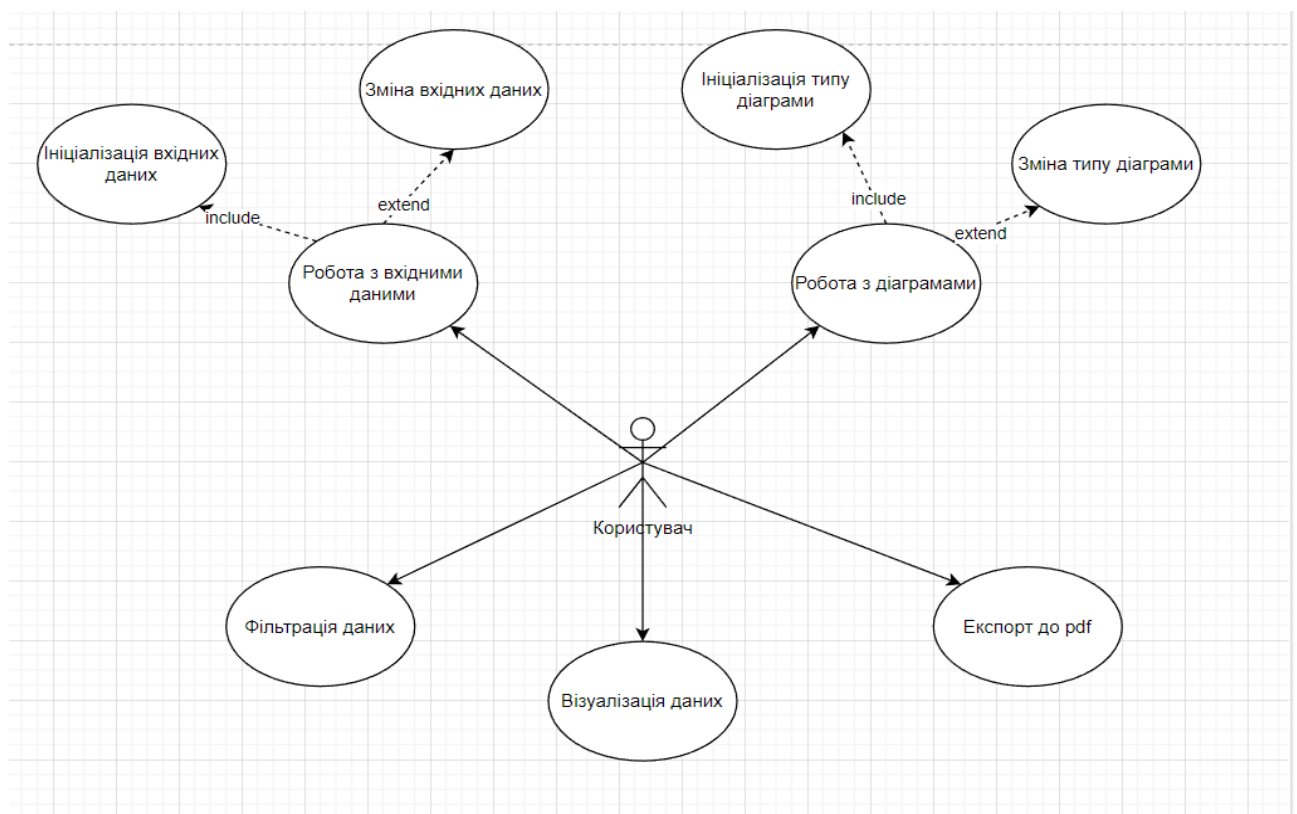 Зміна вхідних даних
Ініціалізація типу
діаграми
Ініціалізація вхідних
даних
Зміна типу діаграми
include
extend
include
extend
Робота з вхідними
даними
Робота з діаграмами
Користувач
Фільтрація даних
Візуалізація даних
Експорт до pdf